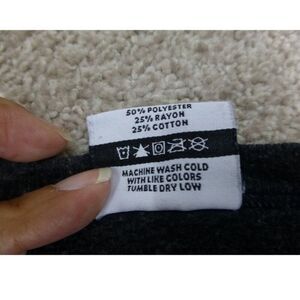 50% POLYESTER
25% RAYON
25% COTTON
MACHINE WASH COLD
WITH LIKE COLORS
TUMBLE DRY LOW